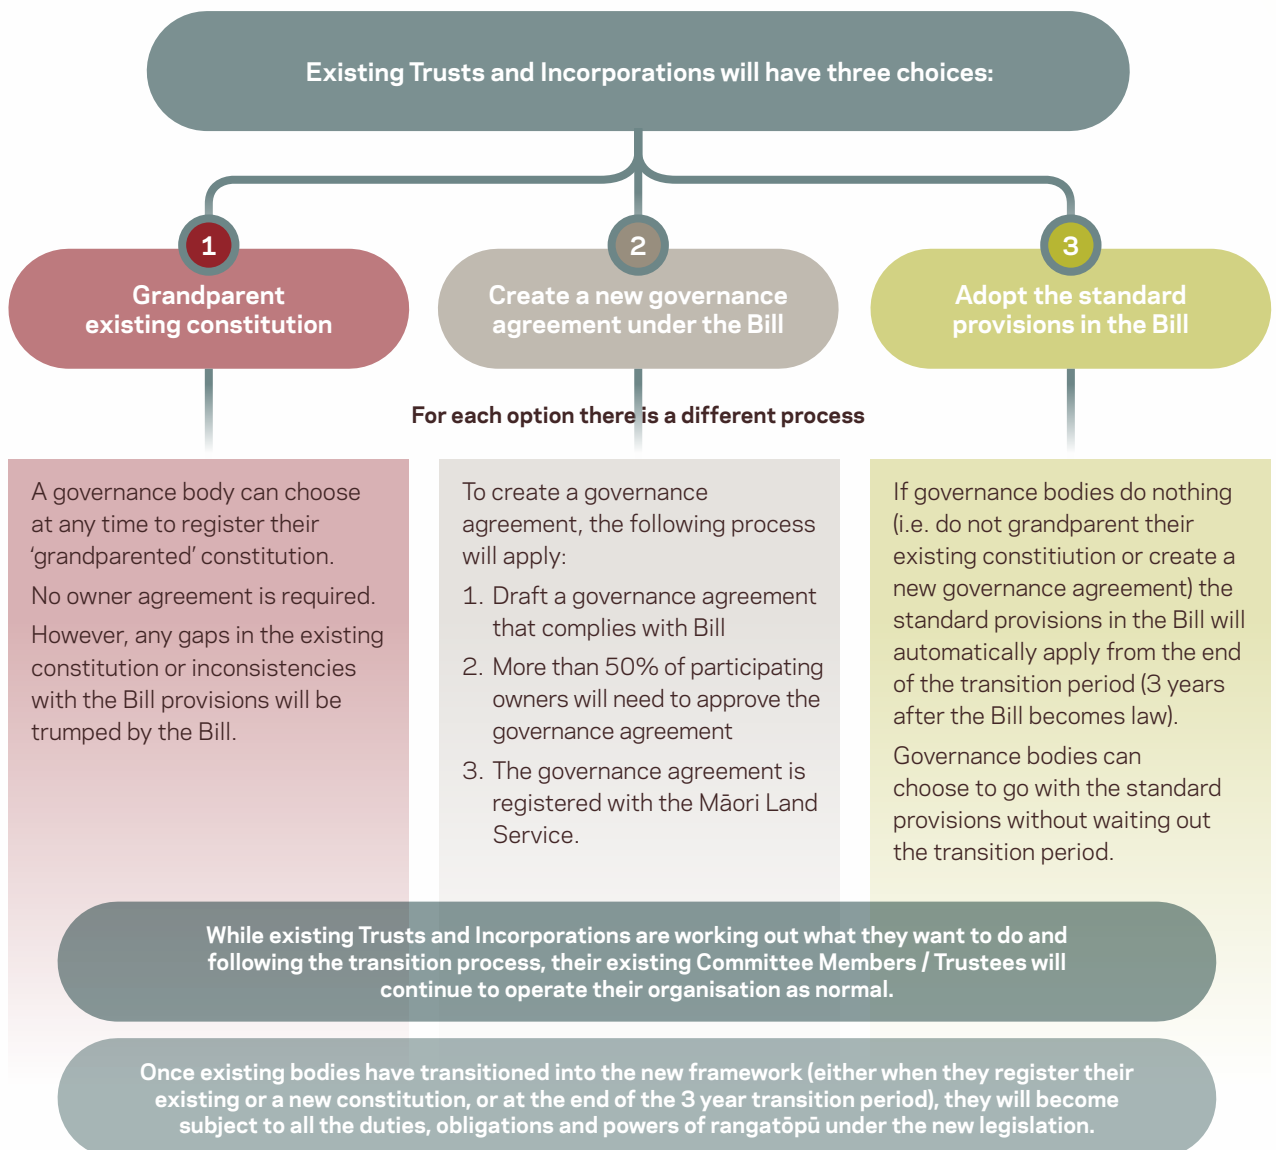 Existing Trusts and Incorporations will have three choices:
1
Grandparent
existing constitution
2
Create a new governance
agreement under the Bill
3
Adopt the standard
provisions in the Bill
For each option there is a different process
A governance body can choose
at any time to register their
‘grandparented’ constitution.
No owner agreement is required.
However, any gaps in the existing
constitution or inconsistencies
with the Bill provisions will be
trumped by the Bill.
To create a governance
agreement, the following process
will apply:
1. Draft a governance agreement
that complies with Bill
2. More than 50% of participating
owners will need to approve the
governance agreement
3. The governance agreement is
registered with the Māori Land
Service.
If governance bodies do nothing
(i.e. do not grandparent their
existing constitiution or create a
new governance agreement) the
standard provisions in the Bill will
automatically apply from the end
of the transition period (3 years
after the Bill becomes law).
Governance bodies can
choose to go with the standard
provisions without waiting out
the transition period.
While existing Trusts and Incorporations are working out what they want to do and
following the transition process, their existing Committee Members / Trustees will
continue to operate their organisation as normal.
Once existing bodies have transitioned into the new framework (either when they register their
existing or a new constitution, or at the end of the 3 year transition period), they will become
subject to all the duties, obligations and powers of rangatōpū under the new legislation.